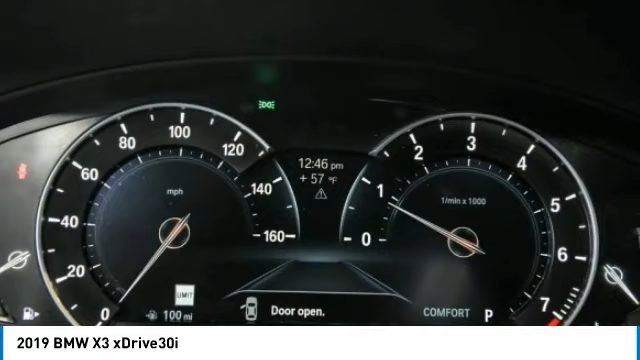 12:46 pm
+ 57 °F
0
20
40
60
80
100
120
140
160
mph
LIMIT
100 mi
Door open.
0
1
2
3
4
5
6
7
1/min x 1000
COMFORT P
2019 BMW X3 xDrive30i